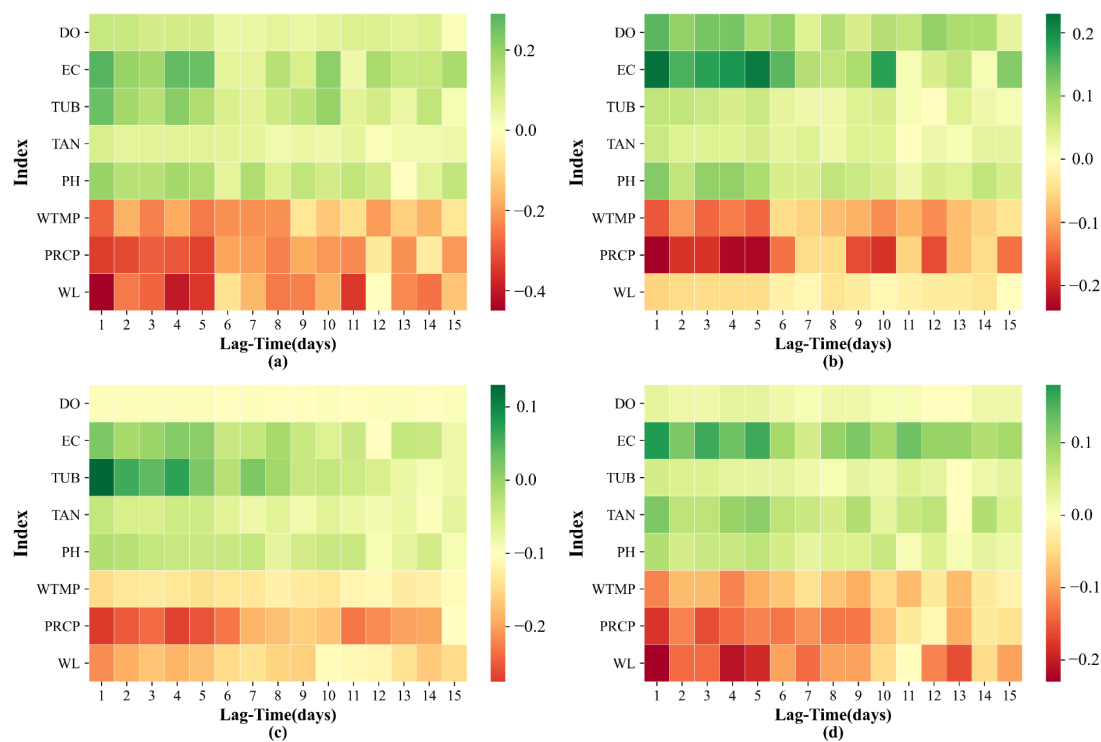 Index
DO
EC
TUB
TAN
PH
WTMP
PRCP
WL
1 2 3 4 5 6 7 8 9 10 11 12 13 14 15
Lag-Time(days)
(a)
0.2
0.0
−0.2
−0.4
Index
DO
EC
TUB
TAN
PH
WTMP
PRCP
WL
1 2 3 4 5 6 7 8 9 10 11 12 13 14 15
Lag-Time(days)
(b)
0.2
0.1
0.0
−0.1
−0.2
Index
DO
EC
TUB
TAN
PH
WTMP
PRCP
WL
1 2 3 4 5 6 7 8 9 10 11 12 13 14 15
Lag-Time(days)
(c)
0.1
0.0
−0.1
−0.2
Index
DO
EC
TUB
TAN
PH
WTMP
PRCP
WL
1 2 3 4 5 6 7 8 9 10 11 12 13 14 15
Lag-Time(days)
(d)
0.1
0.0
−0.1
−0.2